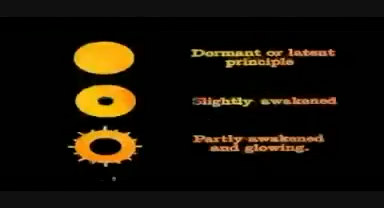 Dormant or latent
principle
Slightly awakened
Partly awakened
and glowing.